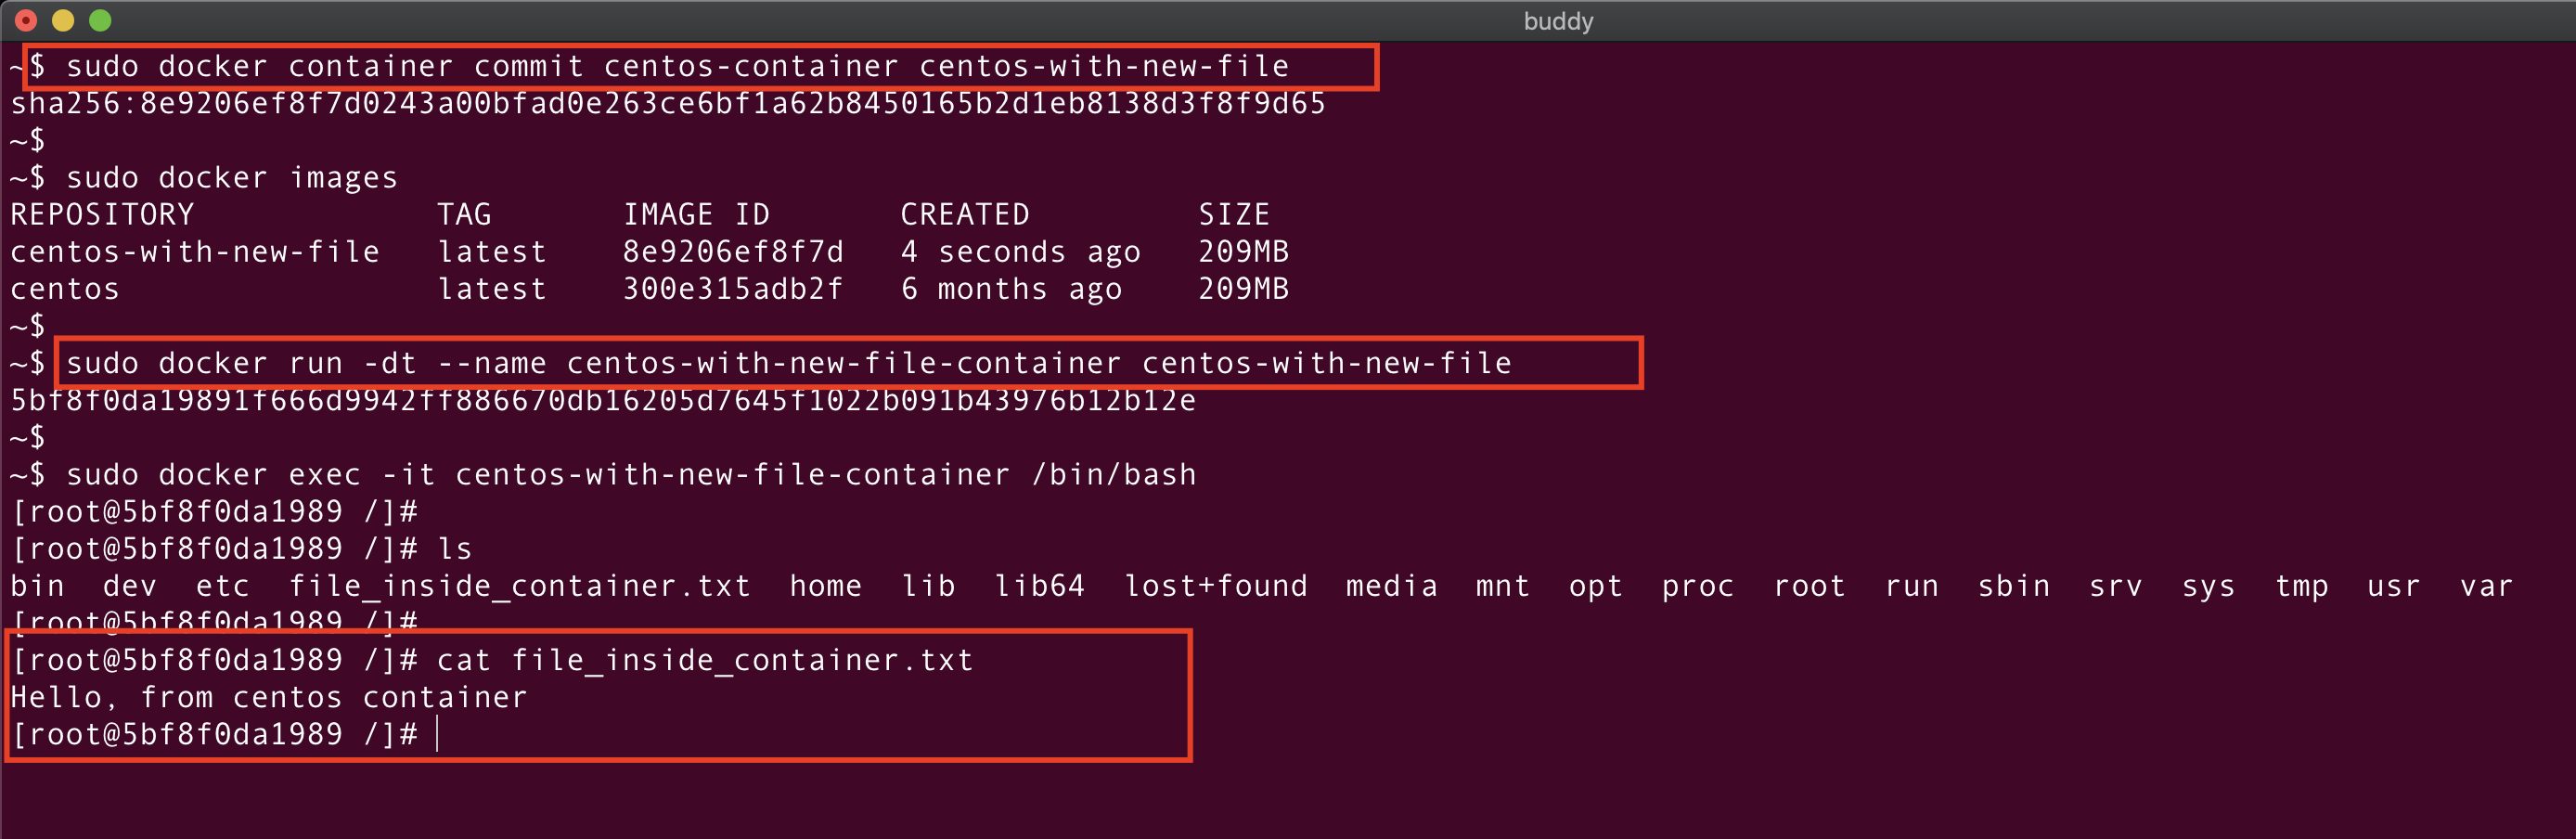 buddy
~$ sudo docker container commit centos-container centos-with-new-file
sha256:8e9206ef8f7d0243a00bfad0e263ce6bf1a62b8450165b2d1eb8138d3f8f9d65
~$
~$ sudo docker images
REPOSITORY TAG IMAGE ID CREATED SIZE
centos-with-new-file latest 8e9206ef8f7d 4 seconds ago 209MB
centos latest 300e315adb2f 6 months ago 209MB
~$
~$ sudo docker run -dt --name centos-with-new-file-container centos-with-new-file
5bf8f0da19891f666d9942ff886670db16205d7645f1022b091b43976b12b12e
~$
~$ sudo docker exec -it centos-with-new-file-container /bin/bash
[root@5bf8f0da1989 /]#
[root@5bf8f0da1989 /]# ls
bin dev etc file_inside_container.txt home lib lib64 lost+found media mnt opt proc root run sbin srv sys tmp usr var
[root@5bf8f0da1989 /]#
[root@5bf8f0da1989 /]# cat file_inside_container.txt
Hello, from centos container
[root@5bf8f0da1989 /]#